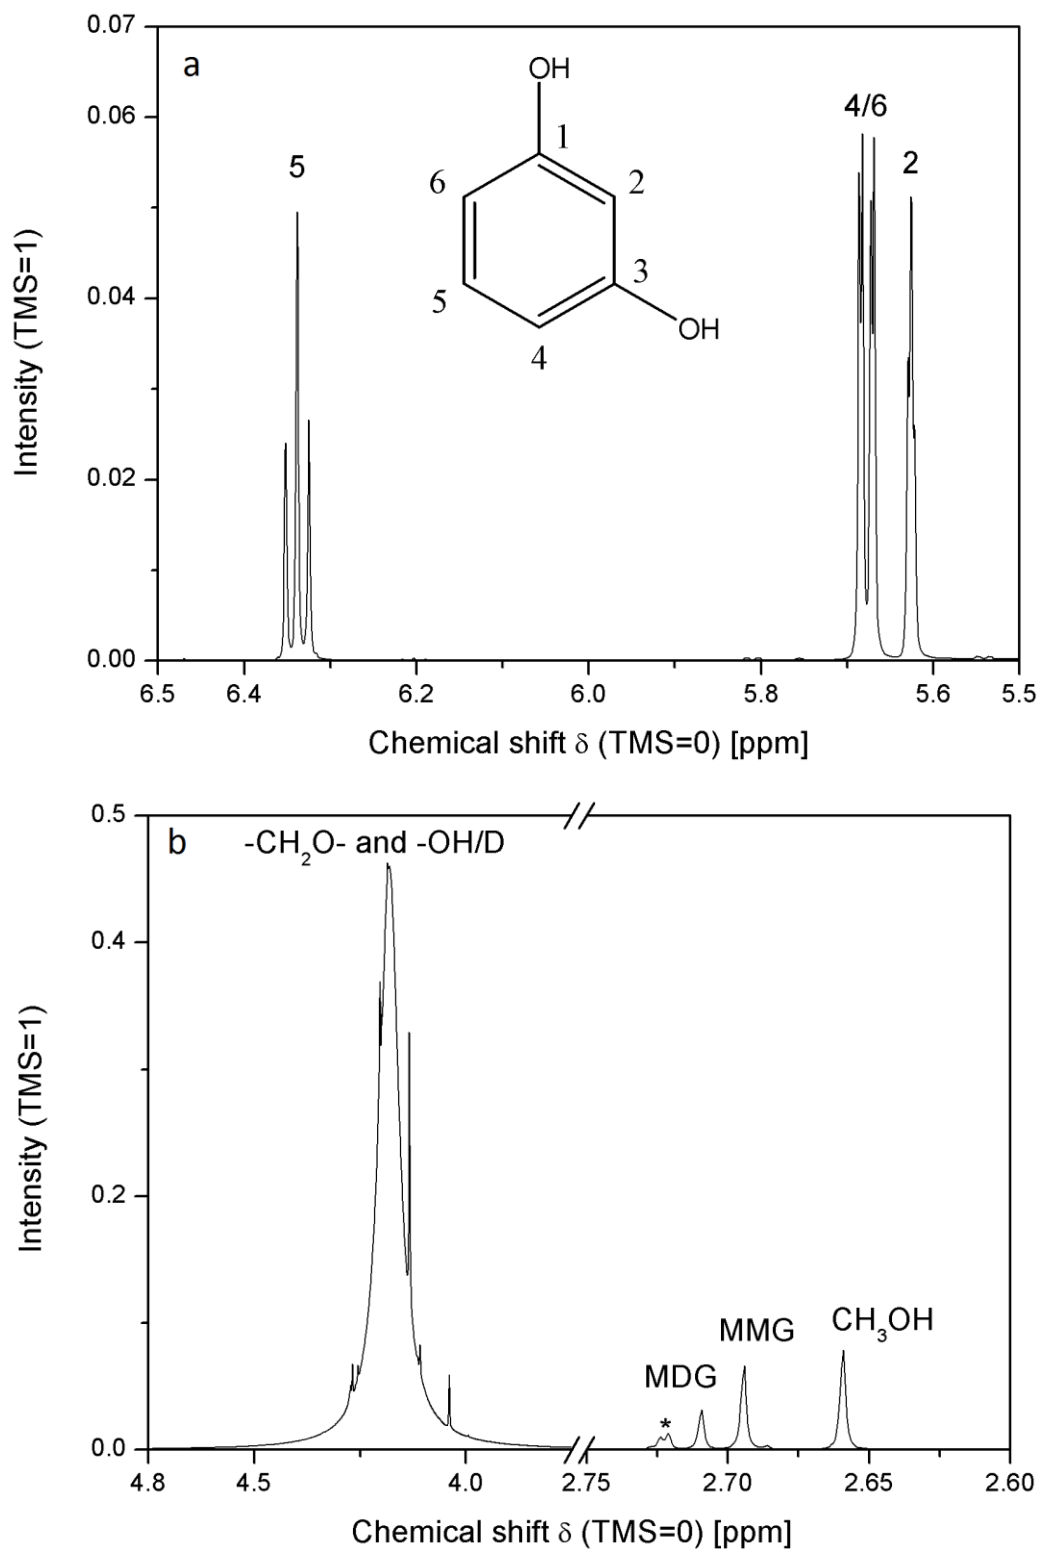 0.07
a
OH
0.06
4/6
1
5
2
6
2
Intensity (TMS=1)
0.04
3
5
OH
4
0.02
0.00
6.5 6.4 6.2 6.0 5.8 5.6 5.5
Chemical shift δ (TMS=0) [ppm]
0.5
b -CH2O- and -OH/D
0.4
Intensity (TMS=1)
0.2
MMG CH3OH
MDG
*
0.0
4.8 4.5 4.0 2.75 2.70 2.65 2.60
Chemical shift δ (TMS=0) [ppm]